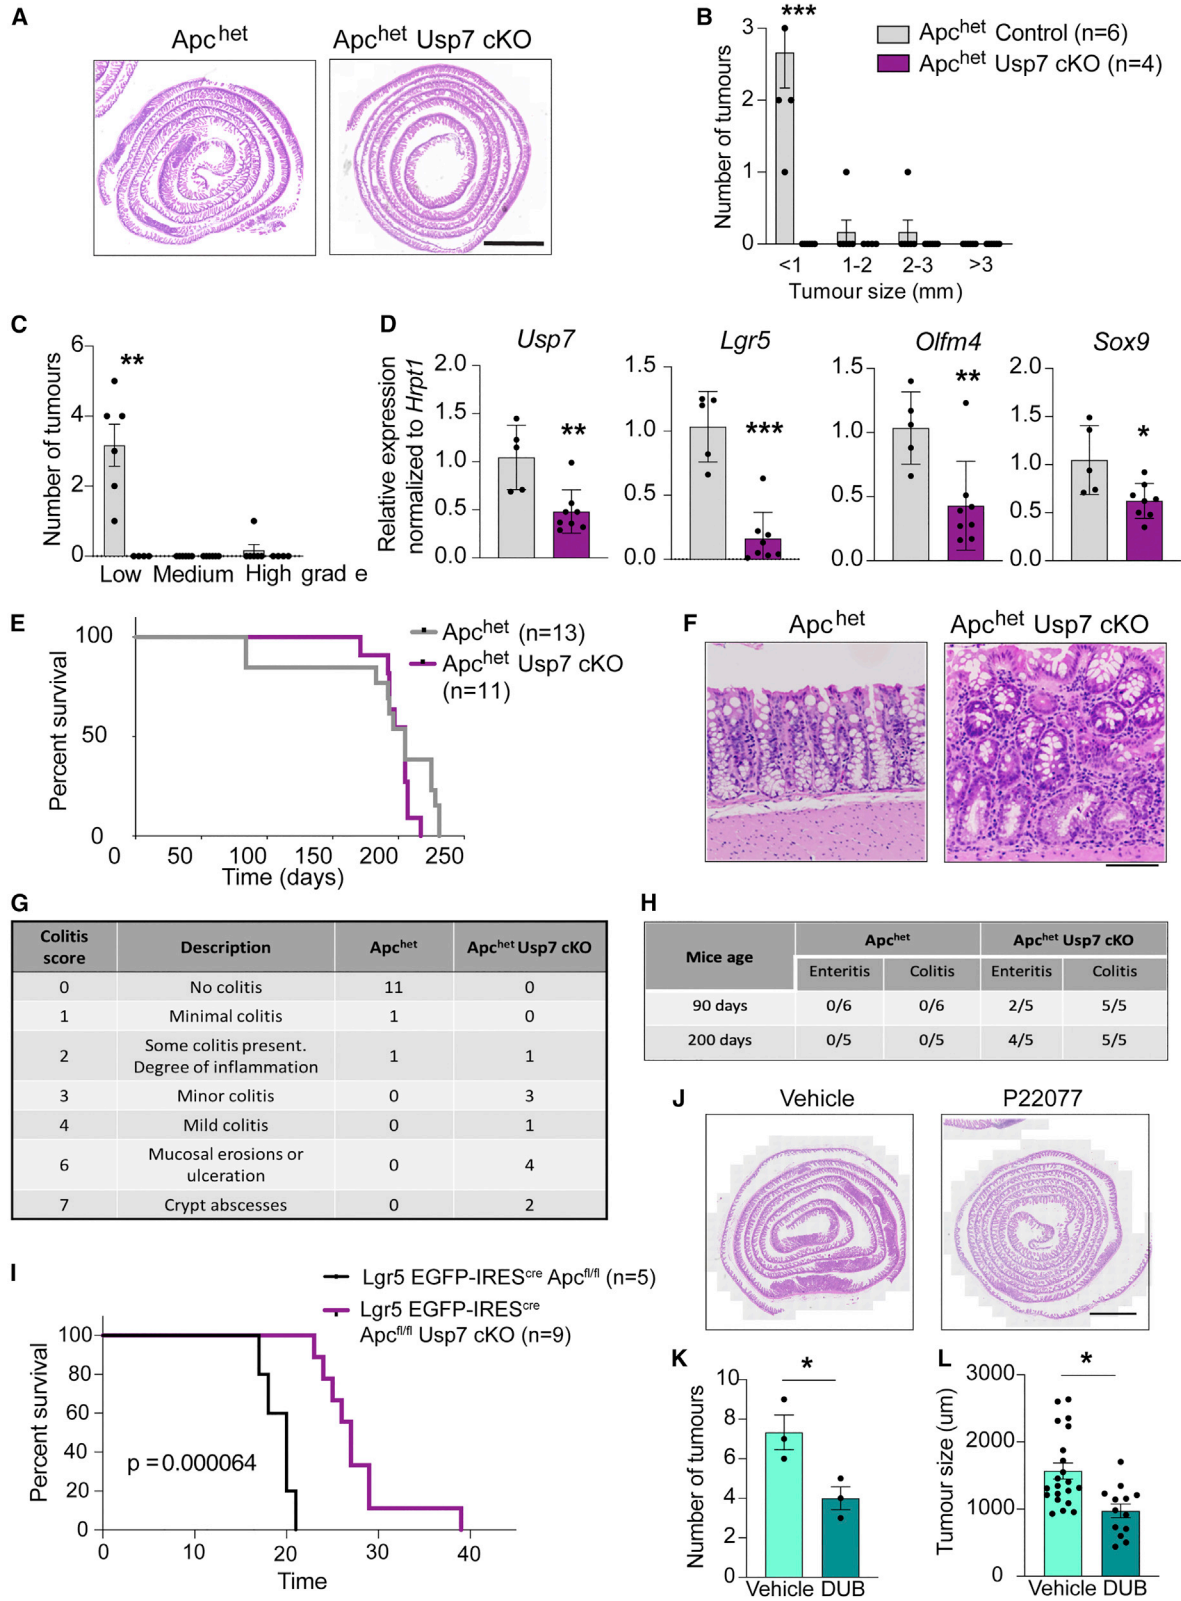 A
Apchet
Apchet Usp7 cKO
B
***
Number of tumours
3
2
1
0
<1 1-2 2-3 >3
Tumour size (mm)
Apchet Control (n=6)
Apchet Usp7 cKO (n=4)
C
**
Number of tumours
6
4
2
0
Low Medium High grad e
D
Relative expression
normalized to Hrpt1
Usp7
2.0
1.5
1.0
0.5
0.0
**
Lgr5
1.5
1.0
0.5
0.0
***
Olfm4
1.5
1.0
0.5
0.0
**
Sox9
2.0
1.5
1.0
0.5
0.0
*
E
Percent survival
100
50
0
0 50 100 150 200 250
Time (days)
Apchet (n=13)
Apchet Usp7 cKO
(n=11)
F
Apchet
Apchet Usp7 cKO
G
Colitis score Description Apchet Apchet Usp7 cKO
0 No colitis 11 0
1 Minimal colitis 1 0
2 Some colitis present. Degree of inflammation 1 1
3 Minor colitis 0 3
4 Mild colitis 0 1
6 Mucosal erosions or ulceration 0 4
7 Crypt abscesses 0 2
H
Mice age Apchet Apchet Usp7 cKO
Enteritis Colitis Enteritis Colitis
90 days 0/6 0/6 2/5 5/5
200 days 0/5 0/5 4/5 5/5
I
Lgr5 EGFP-IREScre Apcfl/fl (n=5)
Lgr5 EGFP-IREScre
Apcfl/fl Usp7 cKO (n=9)
Percent survival
100
80
60
40
20
0
p = 0.000064
0 10 20 30 40
Time
J
Vehicle
P22077
K
*
Number of tumours
10
8
6
4
2
0
Vehicle DUB
L
*
Tumour size (um)
3000
2000
1000
0
Vehicle DUB